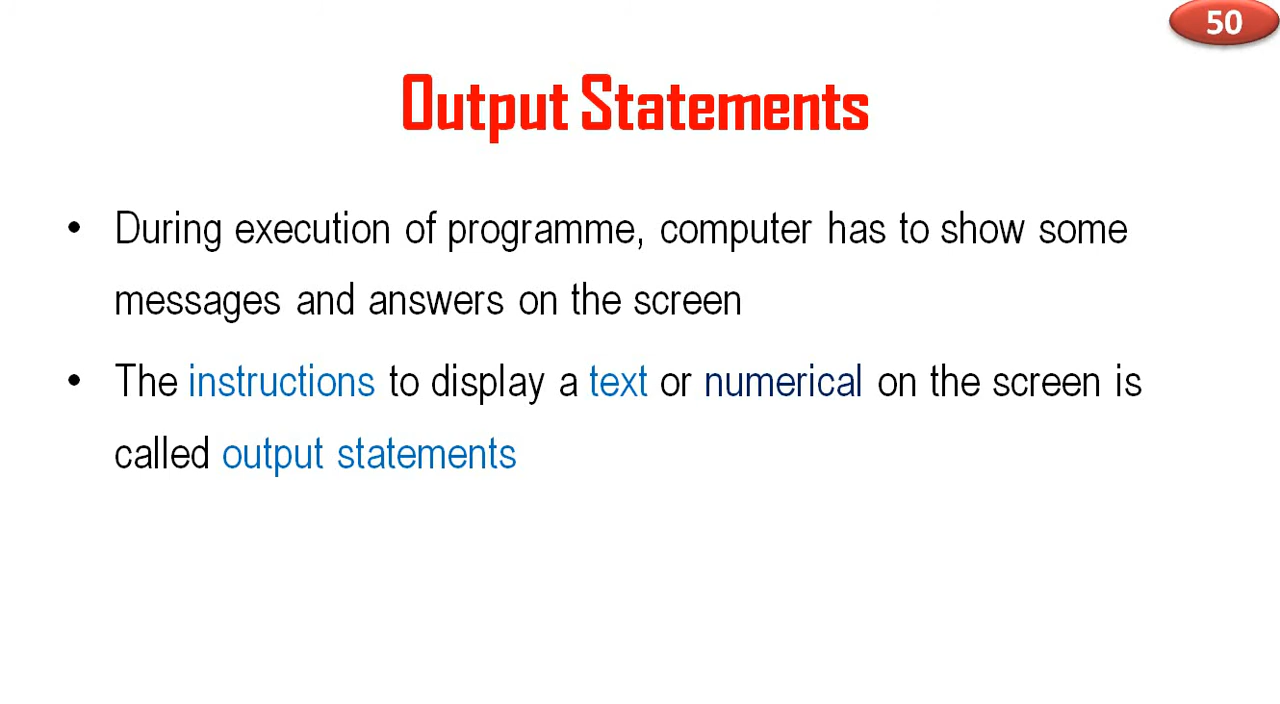 50
Output Statements
• During execution of programme, computer has to show some
messages and answers on the screen
• The instructions to display a text or numerical on the screen is
called output statements